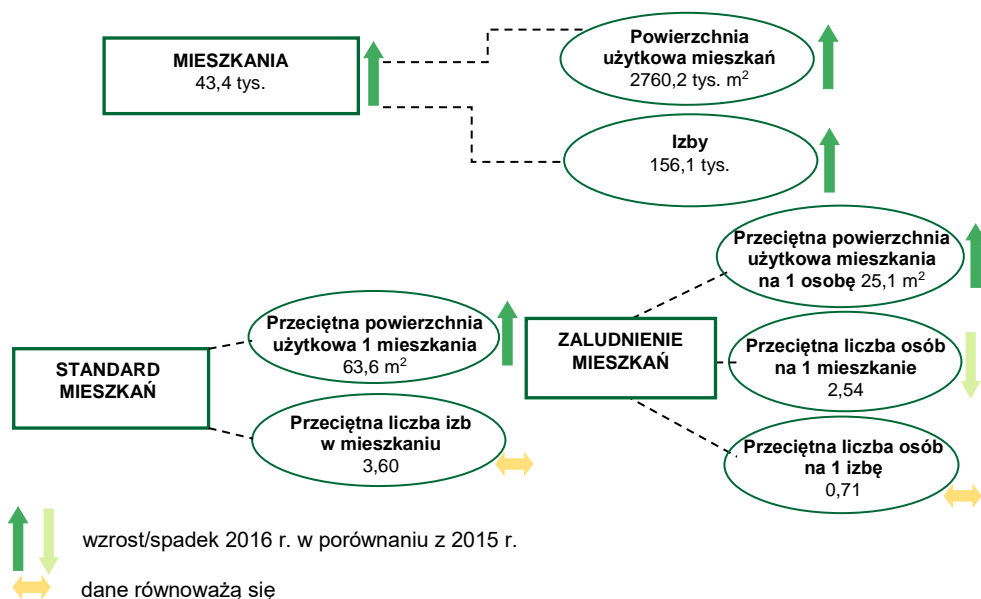 MIESZKANIA
43,4 tys.
Powierzchnia
użytkowa mieszkań
2760,2 tys. m²
Izby
156,1 tys.
Przeciętna powierzchnia
użytkowa mieszkania
na 1 osobę 25,1 m²
STANDARD
MIESZKAŃ
Przeciętna powierzchnia
użytkowa 1 mieszkania
63,6 m²
Przeciętna liczba izb
w mieszkaniu
3,60
ZALUDNIENIE
MIESZKAŃ
Przeciętna liczba osób
na 1 mieszkanie
2,54
Przeciętna liczba osób
na 1 izbę
0,71
wzrost/spadek 2016 r. w porównaniu z 2015 r.
dane równoważą się